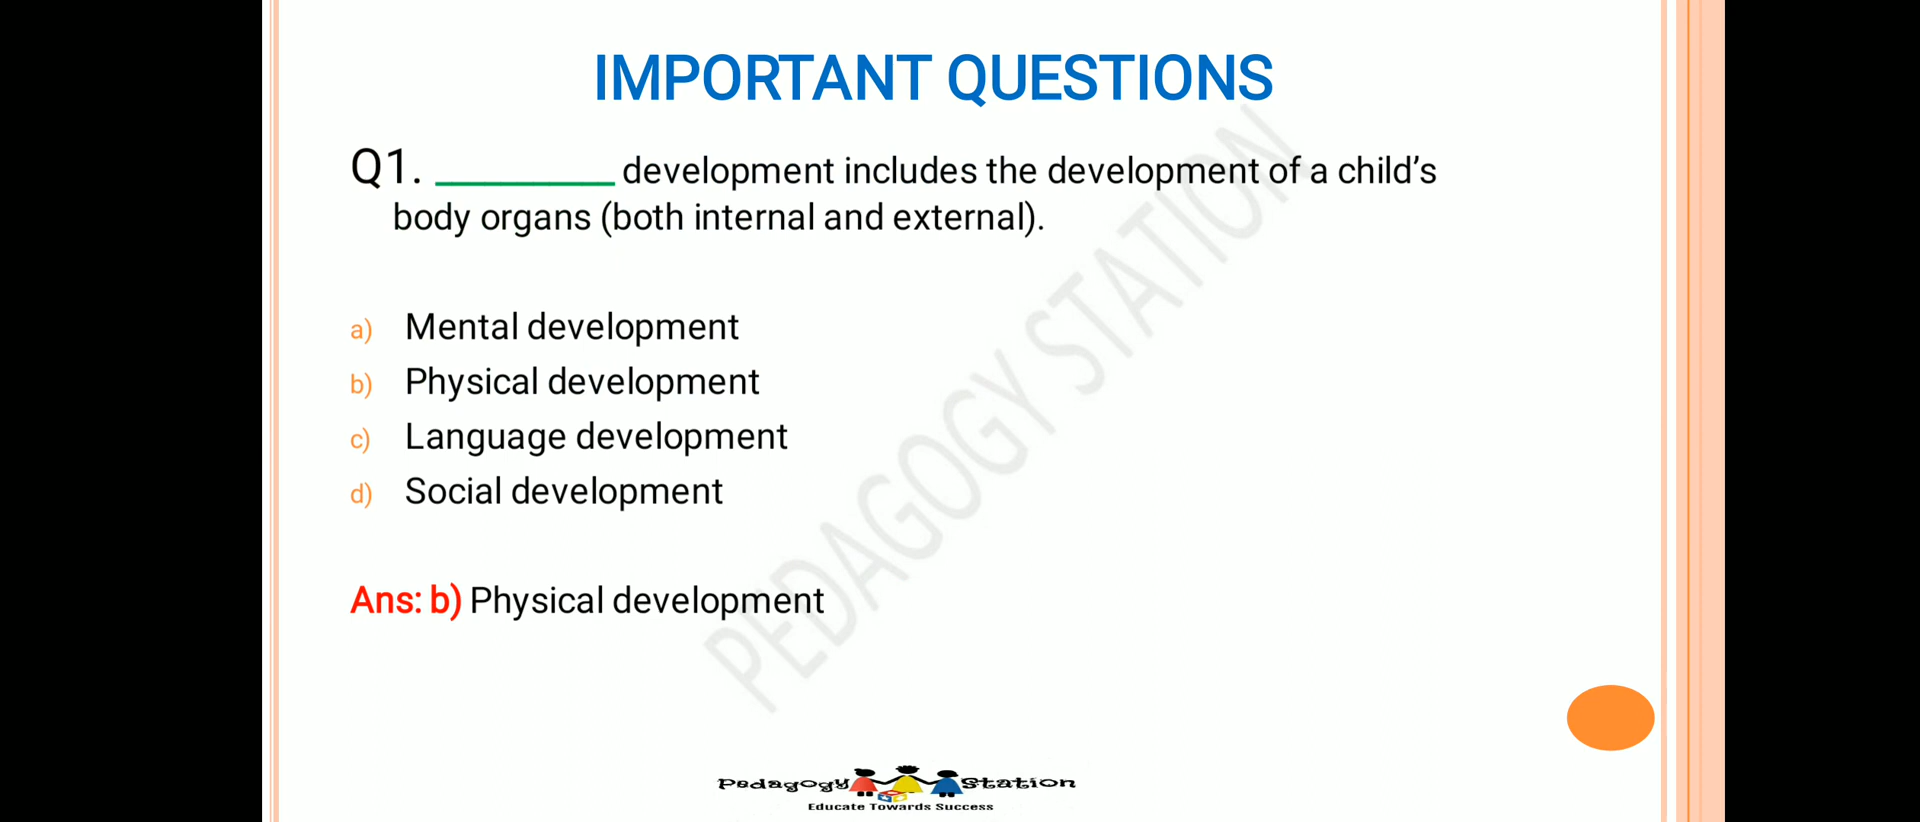 IMPORTANT QUESTIONS
Q1. __________ development includes the development of a child's
body organs (both internal and external).
a) Mental development
b) Physical development
c) Language development
d) Social development
Ans: b) Physical development
PEDAGOGY STATION
Pedagogy Station
Educate Towards Success